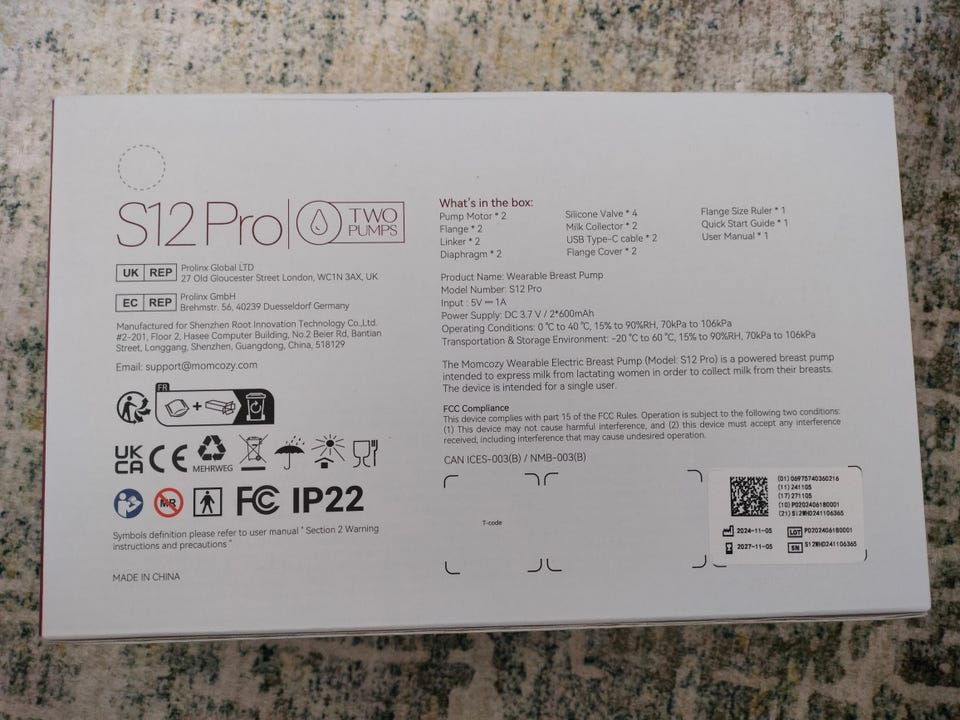 S12 Pro
TWO
PUMPS
UK REP
Prolinx Global LTD
27 Old Gloucester Street London, WC1N 3AX, UK
EC REP
Prolinx GmbH
Brehmstr. 56, 40239 Duesseldorf Germany
Manufactured for Shenzhen Root Innovation Technology Co.,Ltd.
#2-201, Floor 2, Hasee Computer Building, No.2 Beier Rd, Bantian
Street, Longgang, Shenzhen, Guangdong, China, 518129
Email: support@momcozy.com
FR
UK
CA
CE
MEHRWEG
MR
FC
IP22
Symbols definition please refer to user manual " Section 2 Warning
instructions and precautions "
MADE IN CHINA
What's in the box:
Pump Motor * 2
Flange * 2
Linker * 2
Diaphragm * 2
Silicone Valve * 4
Milk Collector * 2
USB Type-C cable * 2
Flange Cover * 2
Flange Size Ruler * 1
Quick Start Guide * 1
User Manual * 1
Product Name: Wearable Breast Pump
Model Number: S12 Pro
Input : 5V ⎓ 1A
Power Supply: DC 3.7 V / 2*600mAh
Operating Conditions: 0℃ to 40℃, 15% to 90%RH, 70kPa to 106kPa
Transportation & Storage Environment: -20℃ to 60℃, 15% to 90%RH, 70kPa to 106kPa
The Momcozy Wearable Electric Breast Pump (Model: S12 Pro) is a powered breast pump
intended to express milk from lactating women in order to collect milk from their breasts.
The device is intended for a single user.
FCC Compliance
This device complies with part 15 of the FCC Rules. Operation is subject to the following two conditions:
(1) This device may not cause harmful interference, and (2) this device must accept any interference
received, including interference that may cause undesired operation.
CAN ICES-003(B) / NMB-003(B)
T-code
(01) 06975740360216
(11) 241105
(17) 271105
(10) P0202406180001
(21) S12WHD241106365
2024-11-05
2027-11-05
LOT P0202406180001
SN S12WHD241106365